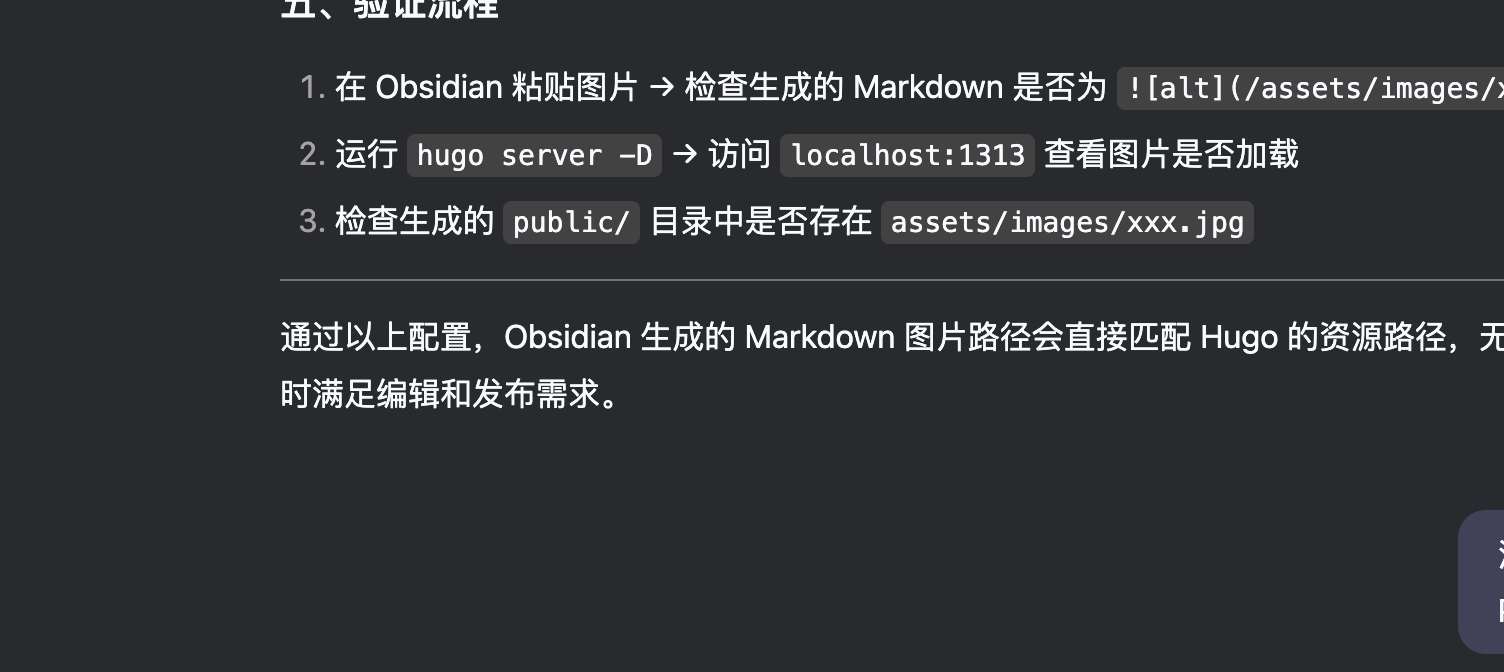 五、验证流程
1. 在 Obsidian 粘贴图片 → 检查生成的 Markdown 是否为 ![alt](/assets/images/
2. 运行 hugo server -D → 访问 localhost:1313 查看图片是否加载
3. 检查生成的 public/ 目录中是否存在 assets/images/xxx.jpg
通过以上配置，Obsidian 生成的 Markdown 图片路径会直接匹配 Hugo 的资源路径，无
时满足编辑和发布需求。